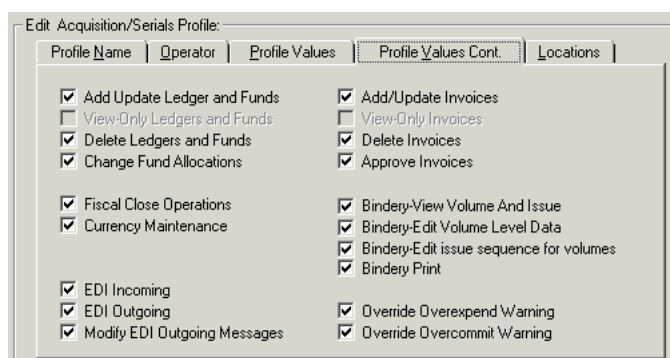 Edit Acquisition/Serials Profile:
Profile Name Operator Profile Values Profile Values Cont. Locations
Add Update Ledger and Funds
View-Only Ledgers and Funds
Delete Ledgers and Funds
Change Fund Allocations
Fiscal Close Operations
Currency Maintenance
EDI Incoming
EDI Outgoing
Modify EDI Outgoing Messages
Add/Update Invoices
View-Only Invoices
Delete Invoices
Approve Invoices
Bindery-View Volume And Issue
Bindery-Edit Volume Level Data
Bindery-Edit issue sequence for volumes
Bindery Print
Override Overexpend Warning
Override Overcommit Warning